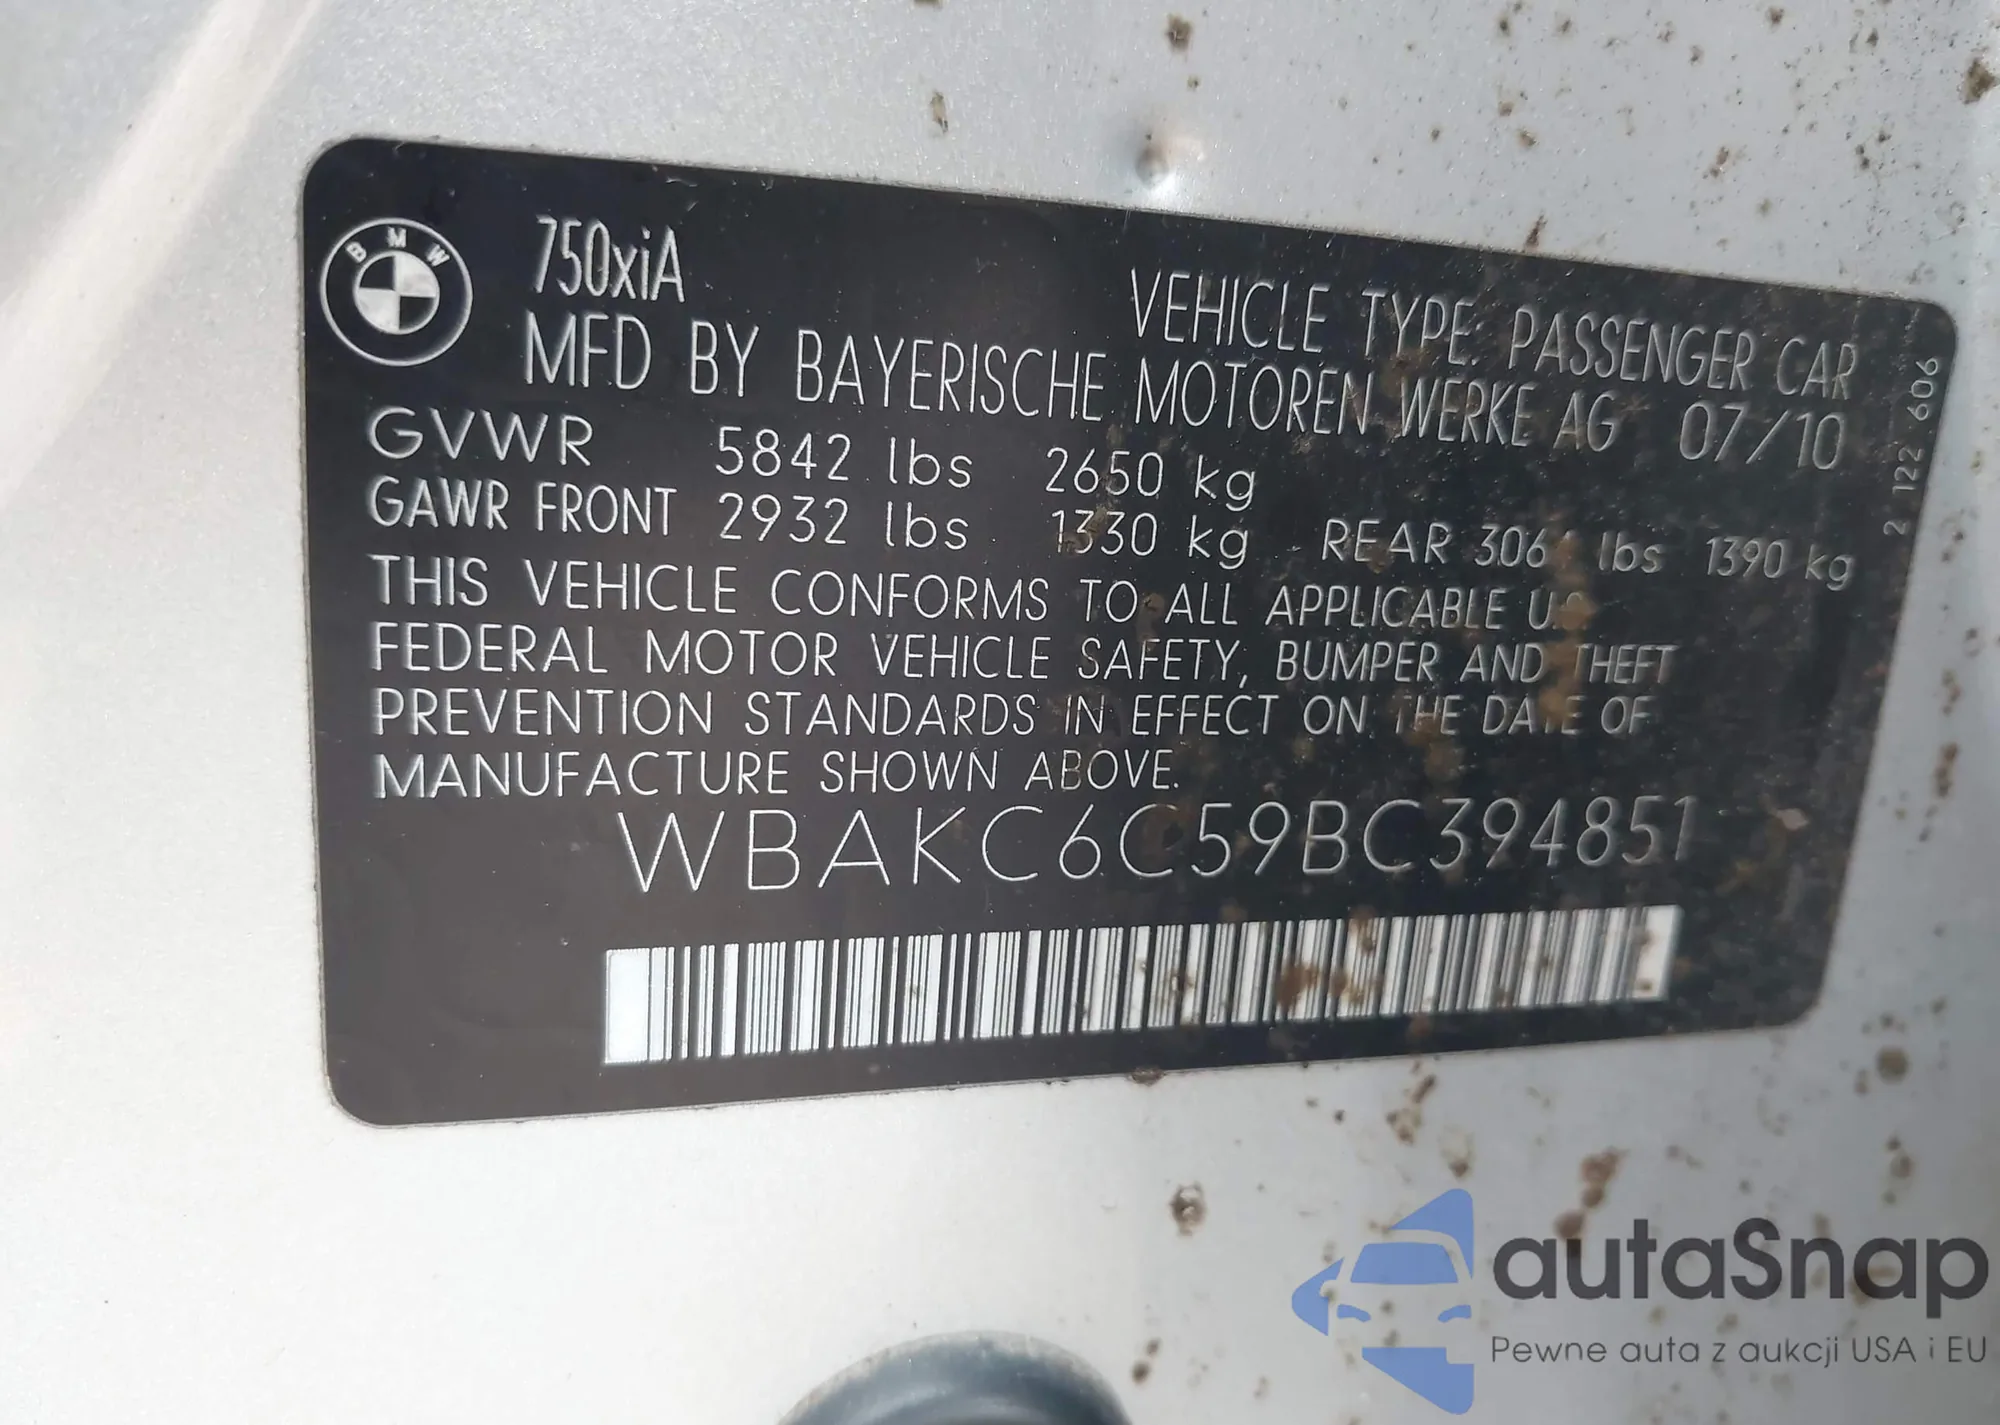 BMW
750xiA
VEHICLE TYPE: PASSENGER CAR
MFD BY BAYERISCHE MOTOREN WERKE AG 07/10
GVWR 5842 lbs 2650 kg
GAWR FRONT 2932 lbs 1330 kg - REAR lbs 1390 kg
THIS VEHICLE CONFORMS TO ALL APPLICABLE U.S.
FEDERAL MOTOR VEHICLE SAFETY, BUMPER AND THEFT
PREVENTION STANDARDS IN EFFECT ON THE DATE OF
MANUFACTURE SHOWN ABOVE.
WBAKC6C59BC394851
2 122 606
autaSnap
Pewne auta z aukcji USA i EU